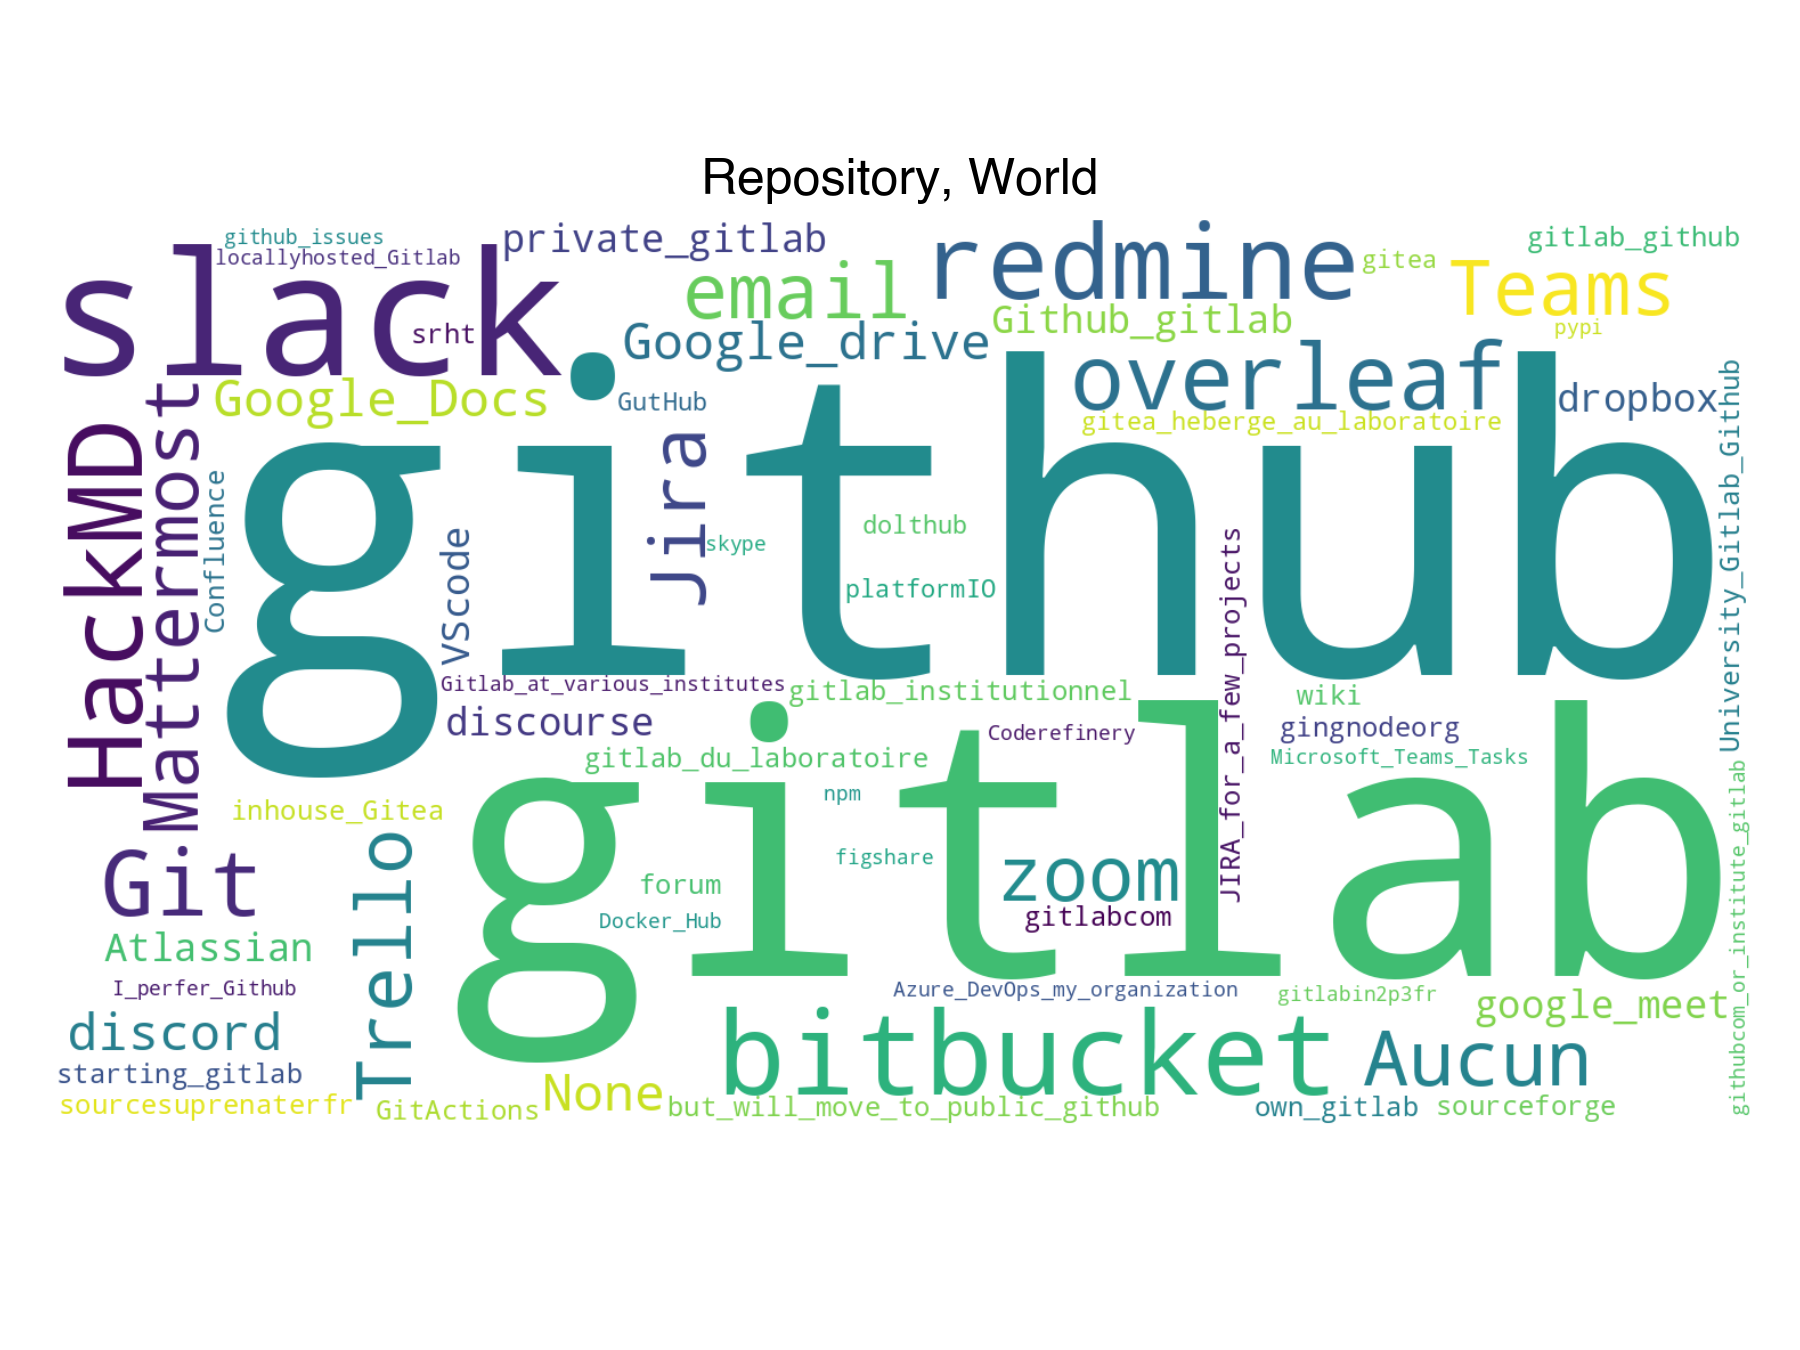 Repository, World
github_issues
private_gitlab
redmine
gitlab_github
locallyhosted_Gitlab
gitea
slack
email
Teams
srht
Google_drive
Github_gitlab
pypi
Google_Docs
GutHub
overleaf
dropbox
gitea_heberge_au_laboratoire
HackMD
Mattermost
Confluence
github
VScode
Jira
skype
dolthub
platformIO
JIRA_for_a_few_projects
University_Gitlab_Github
Gitlab_at_various_institutes
gitlab_institutionnel
wiki
discourse
Coderefinery
gingnodeorg
gitlab_du_laboratoire
Microsoft_Teams_Tasks
inhouse_Gitea
npm
gitlab
githubcom_or_institute_gitlab
Git
Trello
figshare
zoom
forum
Docker_Hub
gitlabcom
Atlassian
I_perfer_Github
Azure_DevOps_my_organization
gitlabin2p3fr
google_meet
discord
bitbucket
Aucun
starting_gitlab
None
sourcesuprenaterfr
GitActions
but_will_move_to_public_github
own_gitlab
sourceforge